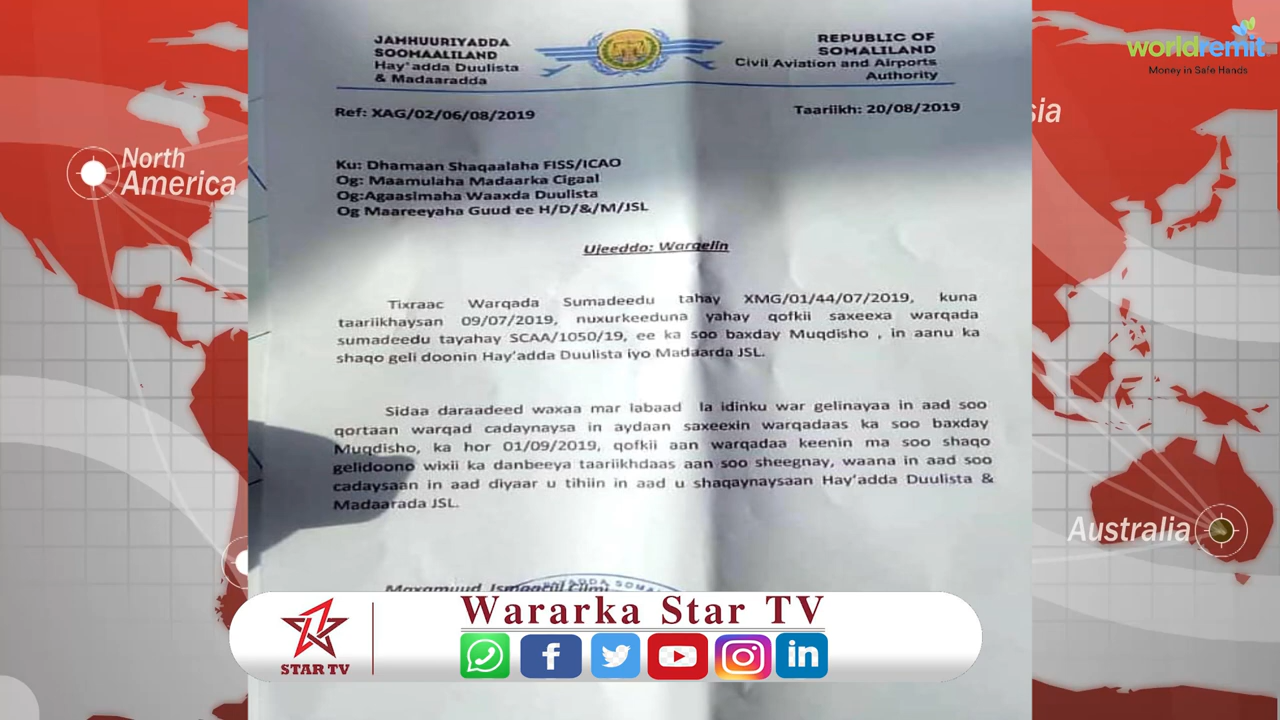 JAMHUURIYADDA
SOOMAALILAND
Hay'adda Duulista
& Madaaradda
REPUBLIC OF
SOMALILAND
Civil Aviation and Airports
Authority
worldremit
Money in Safe Hands
Ref: XAG/02/06/08/2019
Taariikh: 20/08/2019
sia
North
America
Ku: Dhamaan Shaqaalaha FISS/ICAO
Og: Maamulaha Madaarka Cigaal
Og:Agaasimaha Waaxda Duulista
Og Maareeyaha Guud ee H/D/&/M/JSL
Ujeeddo: Warqelin
Tixraac Warqada Sumadeedu tahay XMG/01/44/07/2019, kuna
taariikhaysan 09/07/2019, nuxurkeeduna yahay qofkii saxeexa warqada
sumadeedu tayahay SCAA/1050/19, ee ka soo baxday Muqdisho , in aanu ka
shaqo geli doonin Hay'adda Duulista iyo Madaarda JSL.
Sidaa daraadeed waxaa mar labaad la idinku war gelinayaa in aad soo
qortaan warqad cadaynaysa in aydaan saxeexin warqadaas ka soo baxday
Muqdisho, ka hor 01/09/2019, qofkii aan warqadaa keenin ma soo shaqo
gelidoono wixii ka danbeeya taariikhdaas aan soo sheegnay, waana in aad soo
cadaysaan in aad diyaar u tihiin in aad u shaqaynaysaan Hay'adda Duulista &
Madaarada JSL.
Australia
Maxamuud Ismaaciil Cilmi
Wararka Star TV
STAR TV